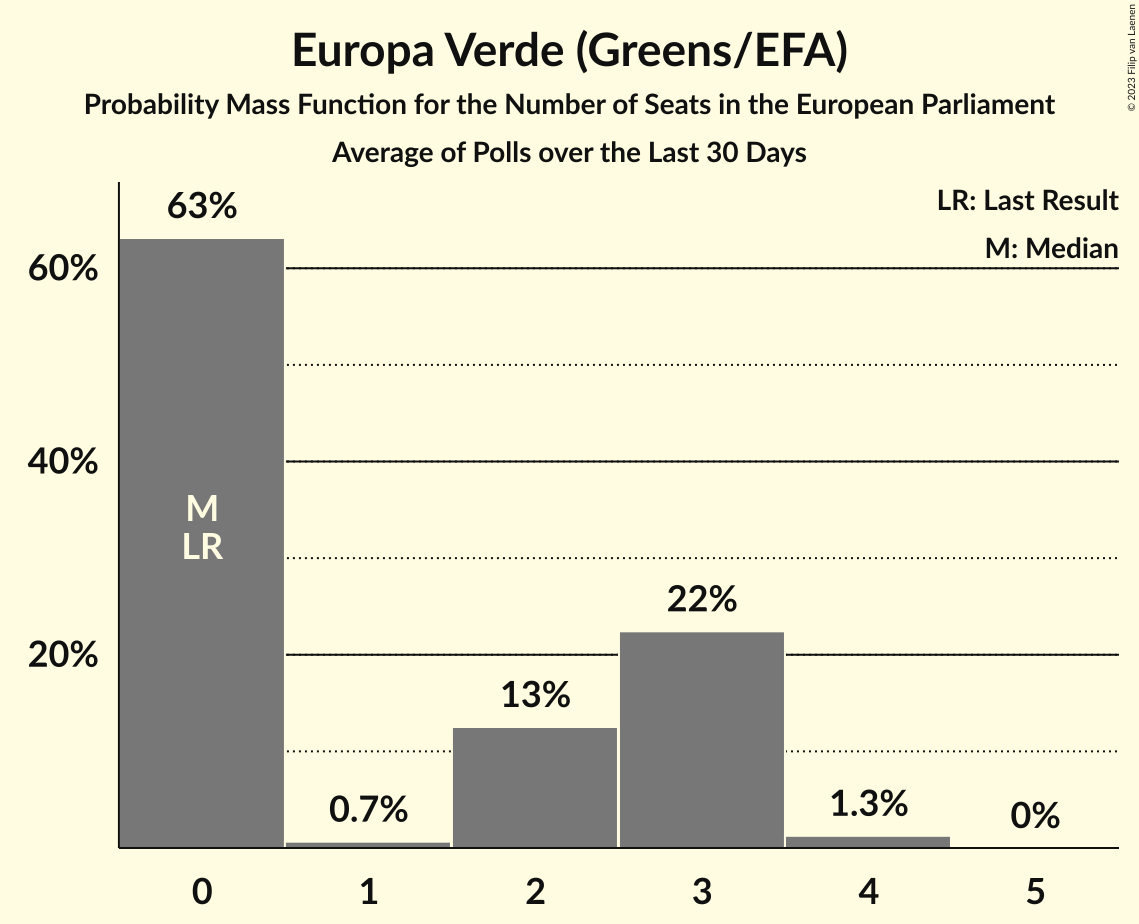 Europa Verde (Greens/EFA)
Probability Mass Function for the Number of Seats in the European Parliament
Average of Polls over the Last 30 Days
© 2023 Filip van Laenen
LR: Last Result
M: Median
63%
60%
40%
M
LR
22%
20%
13%
0.7%
1.3%
0%
0 1 2 3 4 5